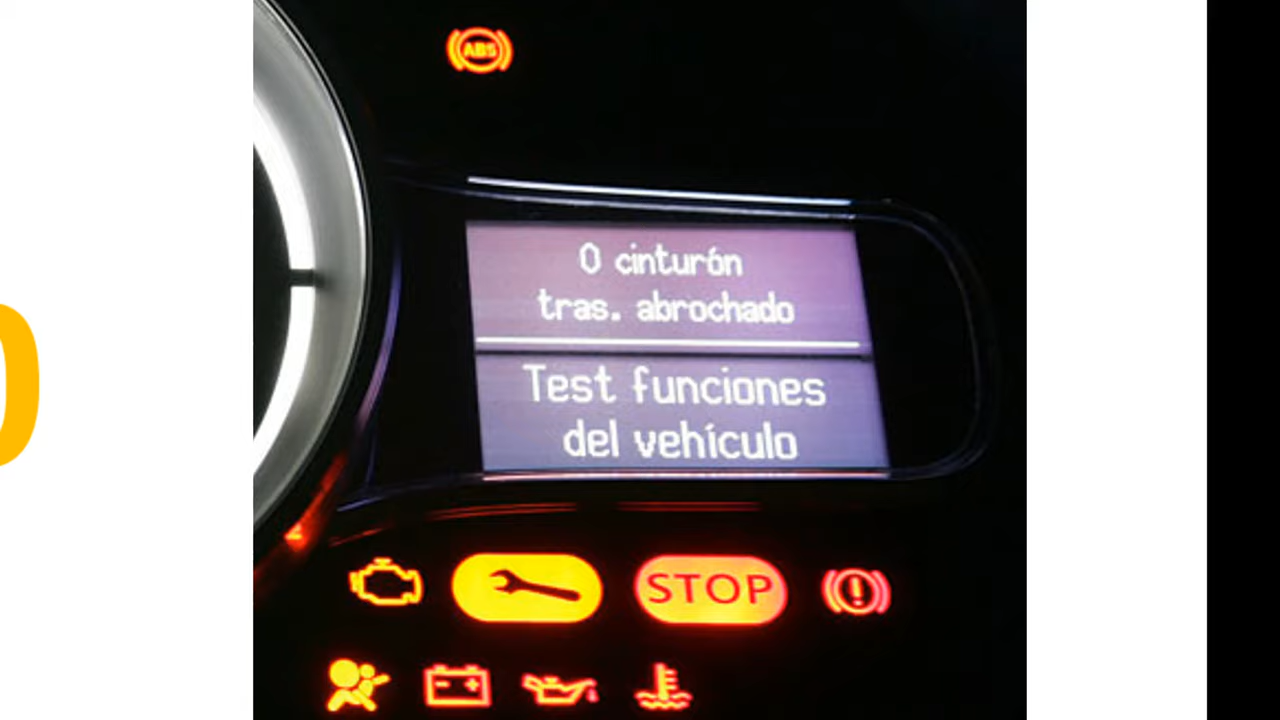 ABS
0 cinturón
tras. abrochado
Test funciones
del vehículo
STOP